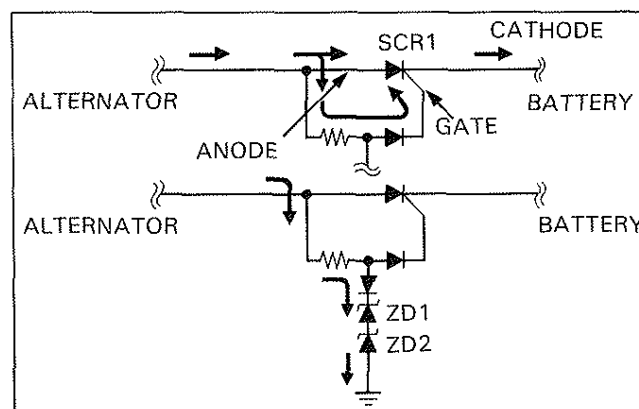 CATHODE
SCR1
ALTERNATOR
BATTERY
GATE
ANODE
ALTERNATOR
BATTERY
ZD1
ZD2